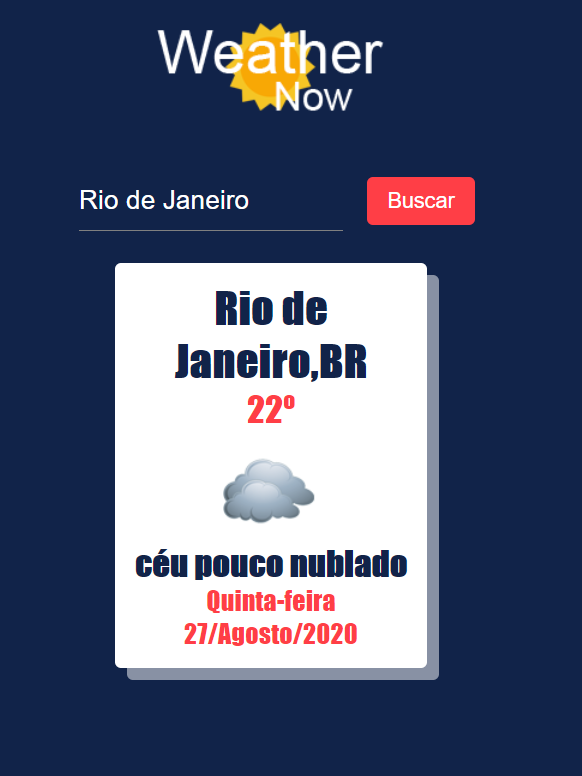 Weather
Now
Rio de Janeiro
Buscar
Rio de
Janeiro,BR
22º
céu pouco nublado
Quinta-feira
27/Agosto/2020